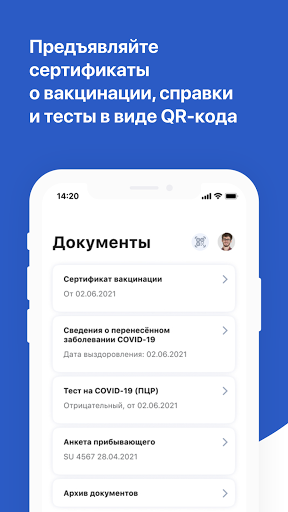 Предъявляйте
сертификаты
о вакцинации, справки
и тесты в виде QR-кода
14:20
Документы
Сертификат вакцинации
От 02.06.2021
Сведения о перенесённом
заболевании COVID-19
Дата выздоровления: 02.06.2021
Тест на COVID-19 (ПЦР)
Отрицательный, от 02.06.2021
Анкета прибывающего
SU 4567 28.04.2021
Архив документов